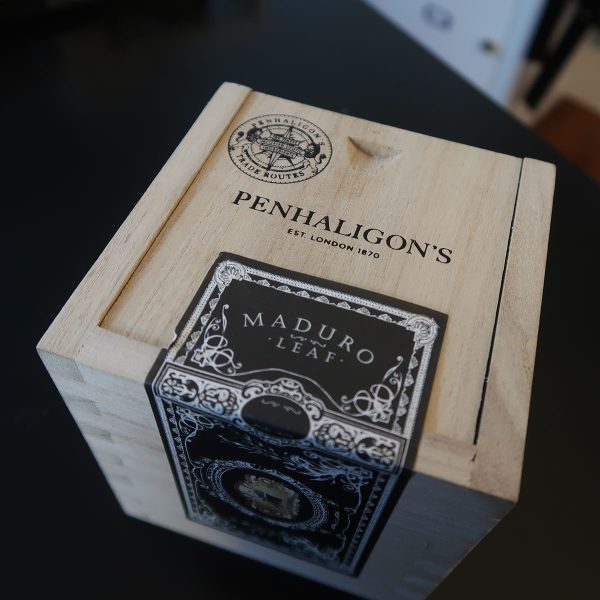 PENHALIGON'S
TRADE ROUTES
PENHALIGON'S
EST. LONDON 1870
MADURO
· LEAF ·